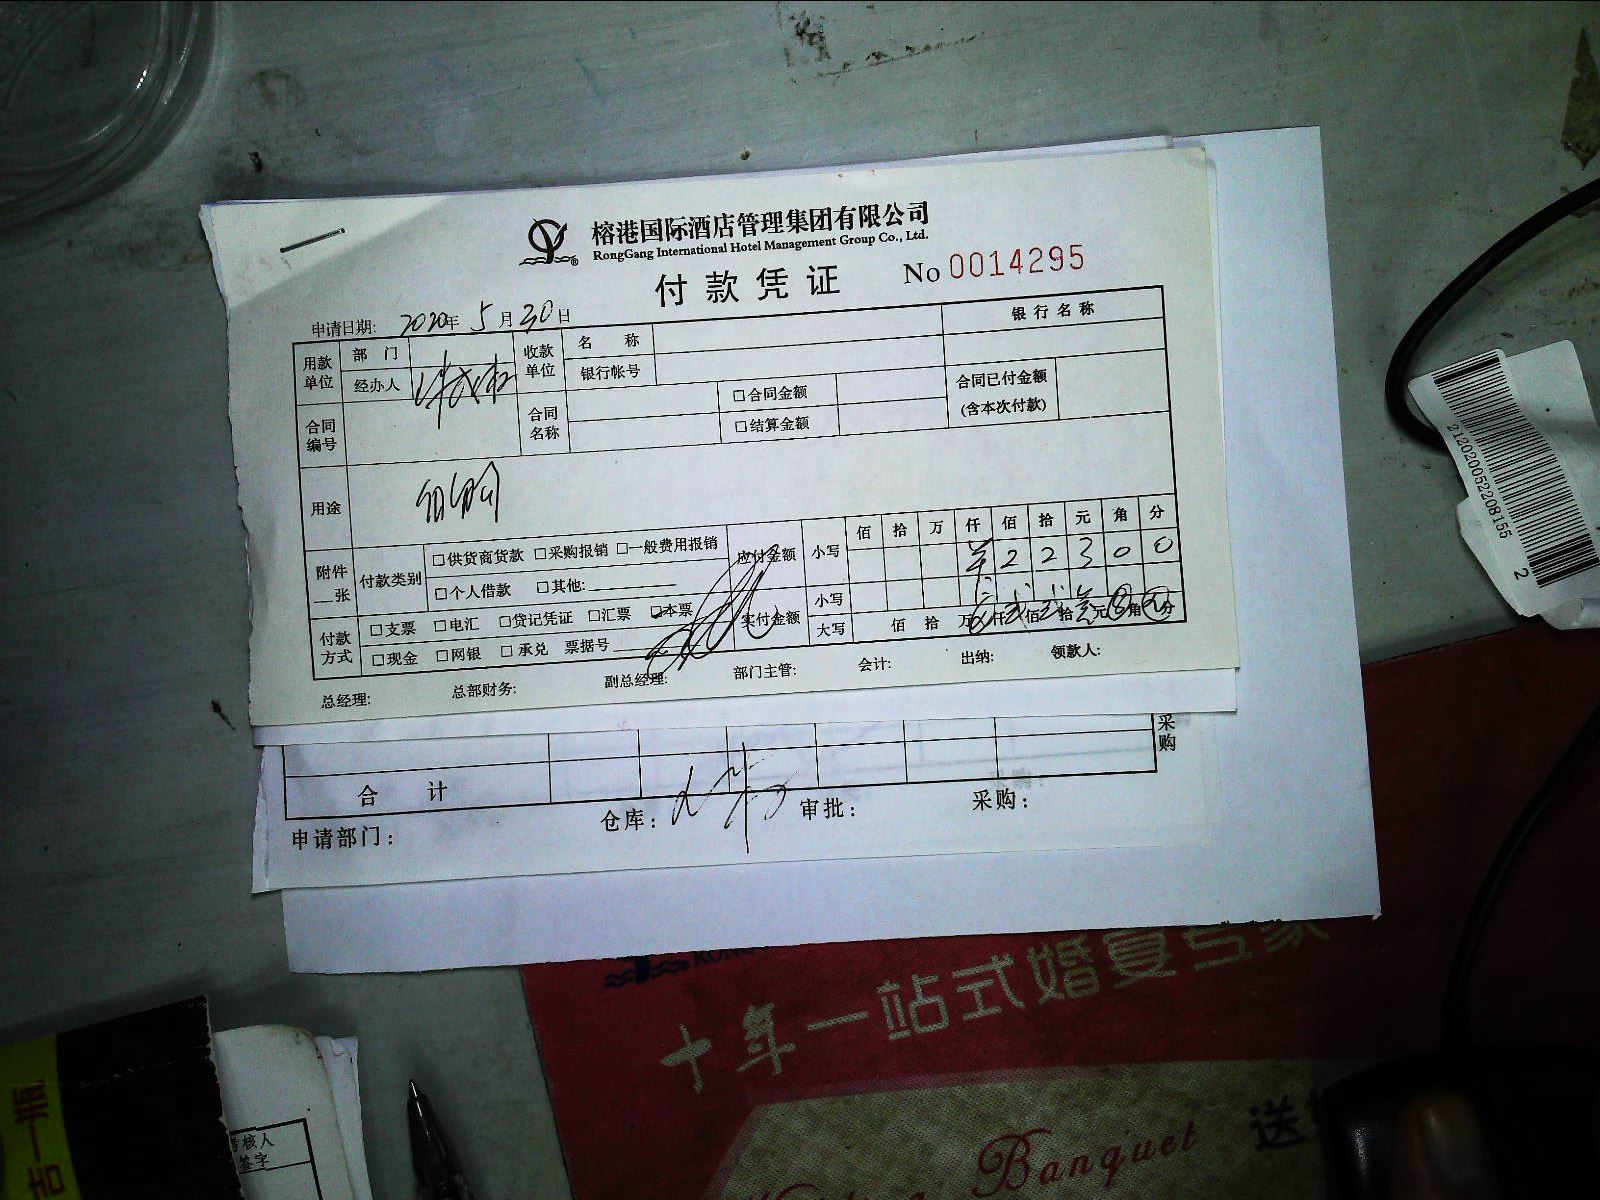 榕港国际酒店管理集团有限公司
RongGang International Hotel Management Group Co., Ltd.
付款凭证
No 0014295
申请日期: 2020年 5月 30日
用款单位 部门 收款单位 名称 银行名称
经办人 银行帐号
合同编号 合同名称 □合同金额 合同已付金额
□结算金额 (含本次付款)
用途
佰 拾 万 仟 佰 拾 元 角 分
附件 __张 付款类别 □供货商货款 □采购报销 □一般费用报销 应付金额 小写 ¥ 2 2 3 0 0
□个人借款 □其他: 小写
付款方式 □支票 □电汇 □贷记凭证 □汇票 □本票 实付金额 大写 佰 拾 万 仟 贰佰 贰拾 叁元 角 分
□现金 □网银 □承兑 票据号
总经理: 总部财务: 副总经理: 部门主管: 会计: 出纳: 领款人:
采购
合计
申请部门: 仓库: 审批: 采购:
2120200522081552
十年一站式婚宴专家
Banquet
送
核人
签字